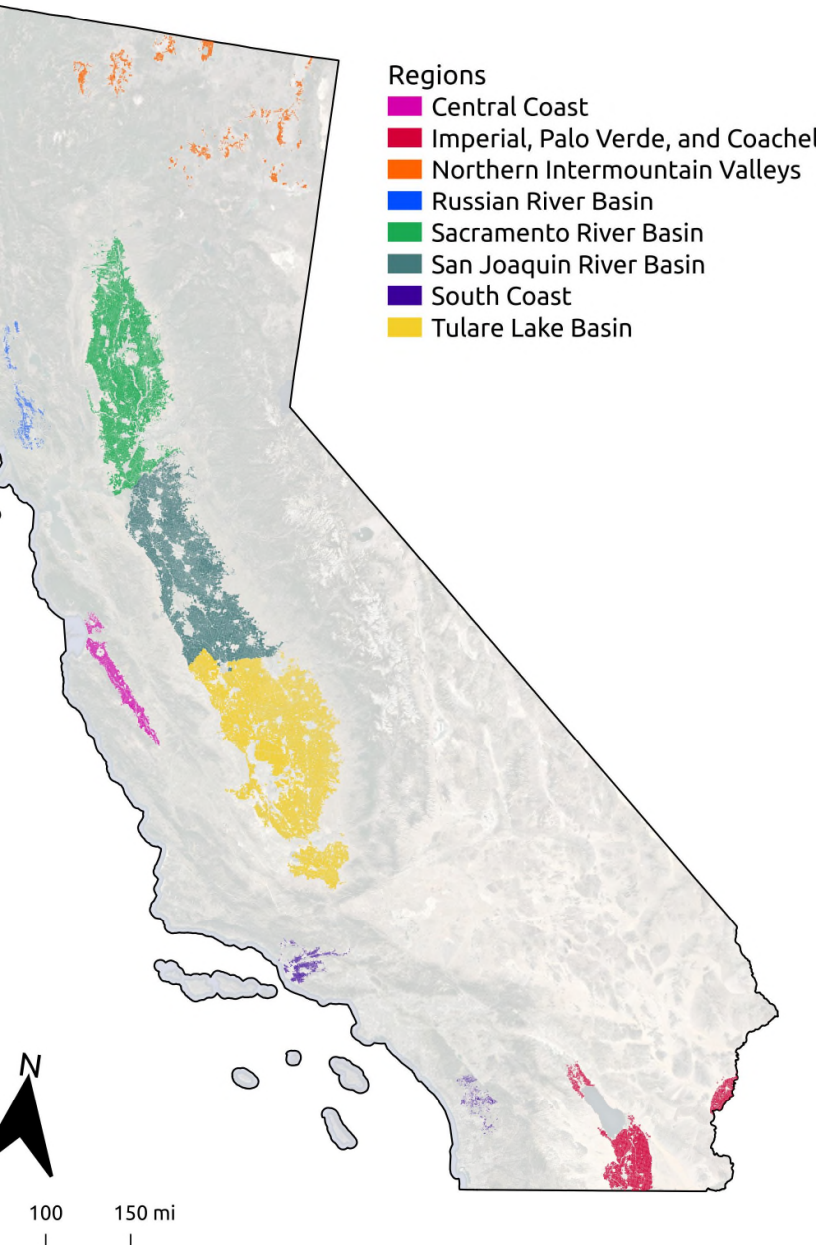 Regions
Central Coast
Imperial, Palo Verde, and Coachel
Northern Intermountain Valleys
Russian River Basin
Sacramento River Basin
San Joaquin River Basin
South Coast
Tulare Lake Basin
N
100 150 mi